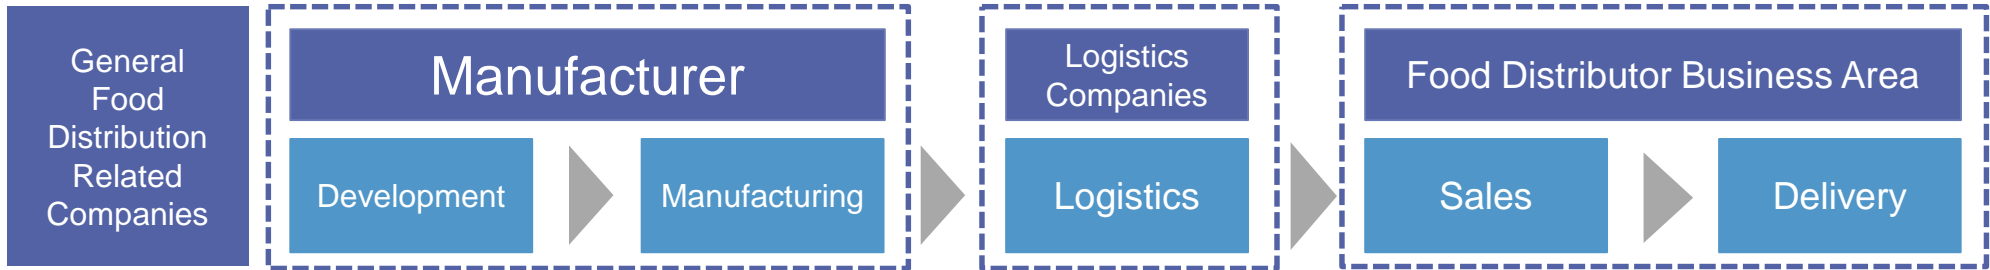 General
Food
Distribution
Related
Companies
Manufacturer
Development
Manufacturing
Logistics
Companies
Logistics
Food Distributor Business Area
Sales
Delivery